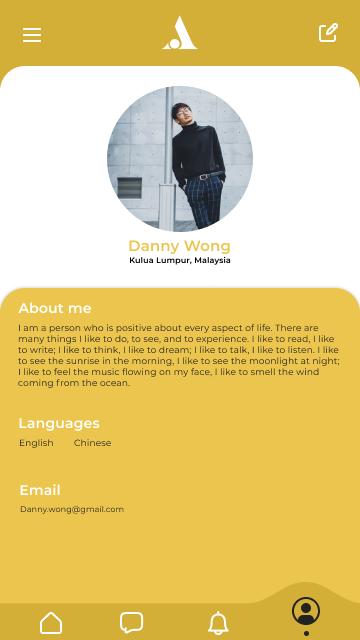 Danny Wong
Kulua Lumpur, Malaysia
About me
I am a person who is positive about every aspect of life. There are
many things I like to do, to see, and to experience. I like to read, I like
to write; I like to think, I like to dream; I like to talk, I like to listen. I like
to see the sunrise in the morning, I like to see the moonlight at night;
I like to feel the music flowing on my face, I like to smell the wind
coming from the ocean.
Languages
English Chinese
Email
Danny.wong@gmail.com